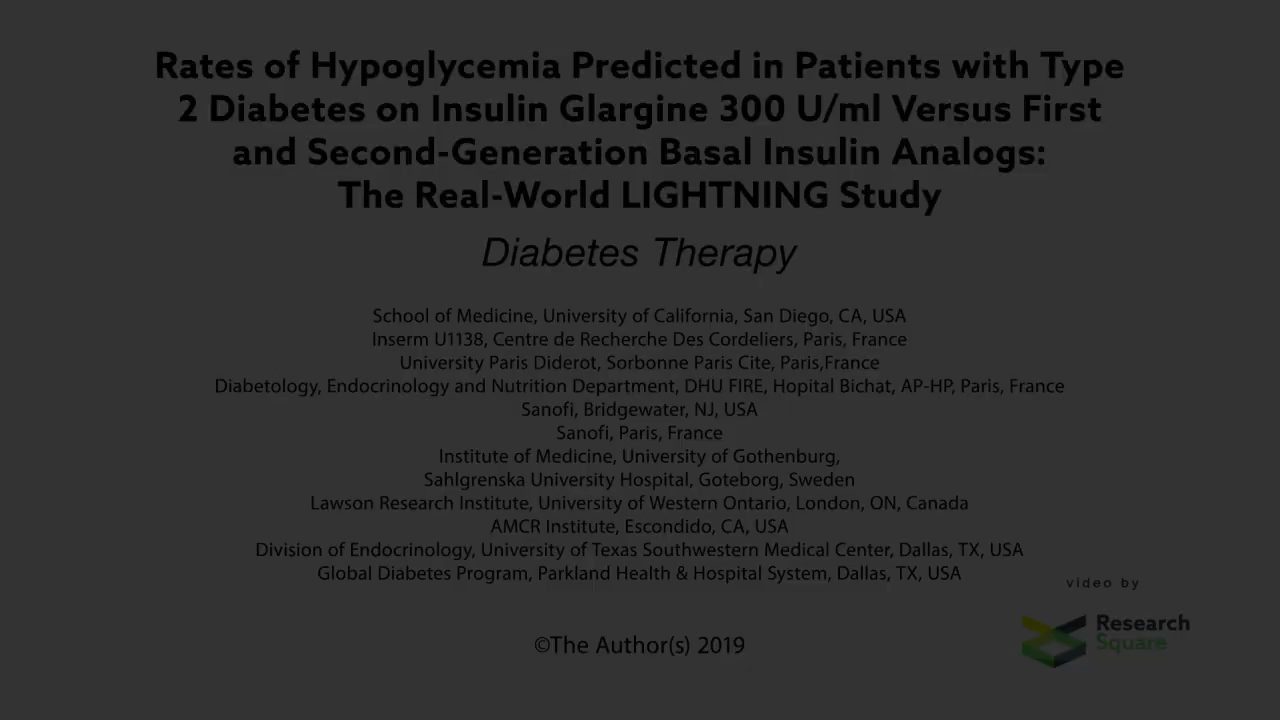 Rates of Hypoglycemia Predicted in Patients with Type
2 Diabetes on Insulin Glargine 300 U/ml Versus First
and Second-Generation Basal Insulin Analogs:
The Real-World LIGHTNING Study
Diabetes Therapy
School of Medicine, University of California, San Diego, CA, USA
Inserm U1138, Centre de Recherche Des Cordeliers, Paris, France
University Paris Diderot, Sorbonne Paris Cite, Paris,France
Diabetology, Endocrinology and Nutrition Department, DHU FIRE, Hopital Bichat, AP-HP, Paris, France
Sanofi, Bridgewater, NJ, USA
Sanofi, Paris, France
Institute of Medicine, University of Gothenburg,
Sahlgrenska University Hospital, Goteborg, Sweden
Lawson Research Institute, University of Western Ontario, London, ON, Canada
AMCR Institute, Escondido, CA, USA
Division of Endocrinology, University of Texas Southwestern Medical Center, Dallas, TX, USA
Global Diabetes Program, Parkland Health & Hospital System, Dallas, TX, USA
video by
Research
Square
©The Author(s) 2019